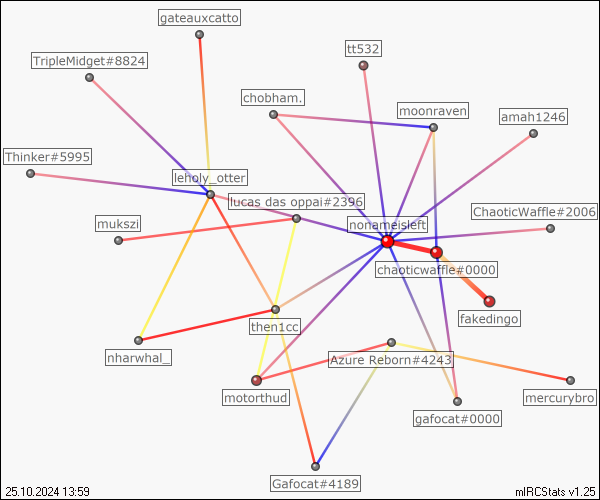 gateauxcatto
tt532
TripleMidget#8824
chobham.
moonraven
amah1246
Thinker#5995
leholy_otter
lucas das oppai#2396
ChaoticWaffle#2006
mukszi
nonameisleft
chaoticwaffle#0000
fakedingo
then1cc
nharwhal_
Azure Reborn#4243
motorthud
mercurybro
gafocat#0000
Gafocat#4189
25.10.2024 13:59
mIRCStats v1.25